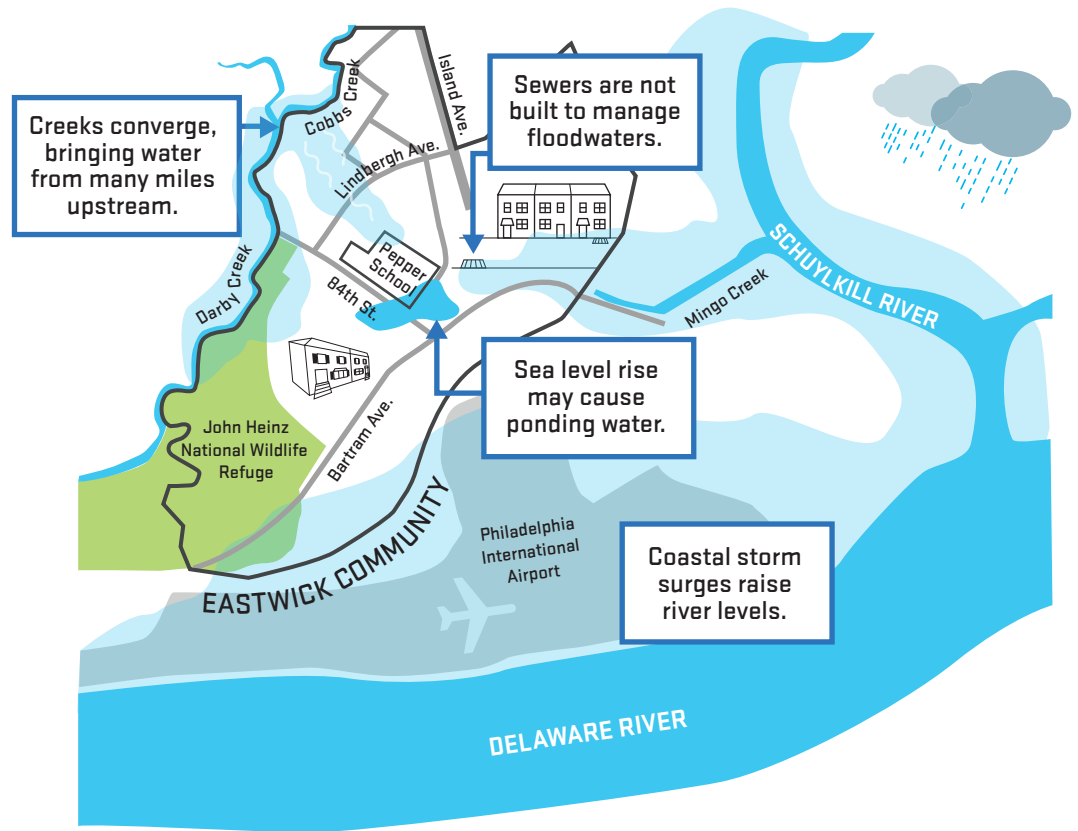 Creeks converge,
bringing water
from many miles
upstream.
Cobbs Creek
Island Ave.
Sewers are not
built to manage
floodwaters.
Lindbergh Ave.
Darby Creek
Pepper
School
84th St.
SCHUYLKILL RIVER
Mingo Creek
Sea level rise
may cause
ponding water.
John Heinz
National Wildlife
Refuge
Bartram Ave.
EASTWICK COMMUNITY
Philadelphia
International
Airport
Coastal storm
surges raise
river levels.
DELAWARE RIVER